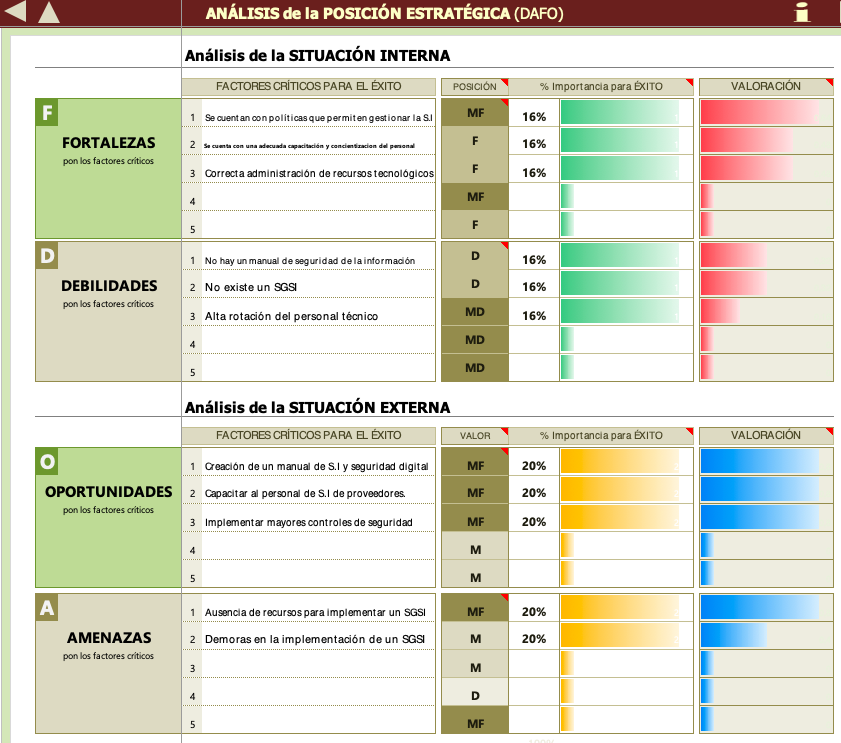 ANÁLISIS de la POSICIÓN ESTRATÉGICA (DAFO)
i
Análisis de la SITUACIÓN INTERNA
FACTORES CRÍTICOS PARA EL ÉXITO POSICIÓN % Importancia para ÉXITO VALORACIÓN
F
FORTALEZAS
pon los factores críticos
1 Se cuentan con políticas que permiten gestionar la S.I MF 16%
2 Se cuenta con una adecuada capacitación y concientizacion del personal F 16%
3 Correcta administración de recursos tecnológicos F 16%
4 MF
5 F
D
DEBILIDADES
pon los factores críticos
1 No hay un manual de seguridad de la información D 16%
2 No existe un SGSI D 16%
3 Alta rotación del personal técnico MD 16%
4 MD
5 MD
Análisis de la SITUACIÓN EXTERNA
FACTORES CRÍTICOS PARA EL ÉXITO VALOR % Importancia para ÉXITO VALORACIÓN
O
OPORTUNIDADES
pon los factores críticos
1 Creación de un manual de S.I y seguridad digital MF 20%
2 Capacitar al personal de S.I de proveedores. MF 20%
3 Implementar mayores controles de seguridad MF 20%
4 M
5 M
A
AMENAZAS
pon los factores críticos
1 Ausencia de recursos para implementar un SGSI MF 20%
2 Demoras en la implementación de un SGSI M 20%
3 M
4 D
5 MF